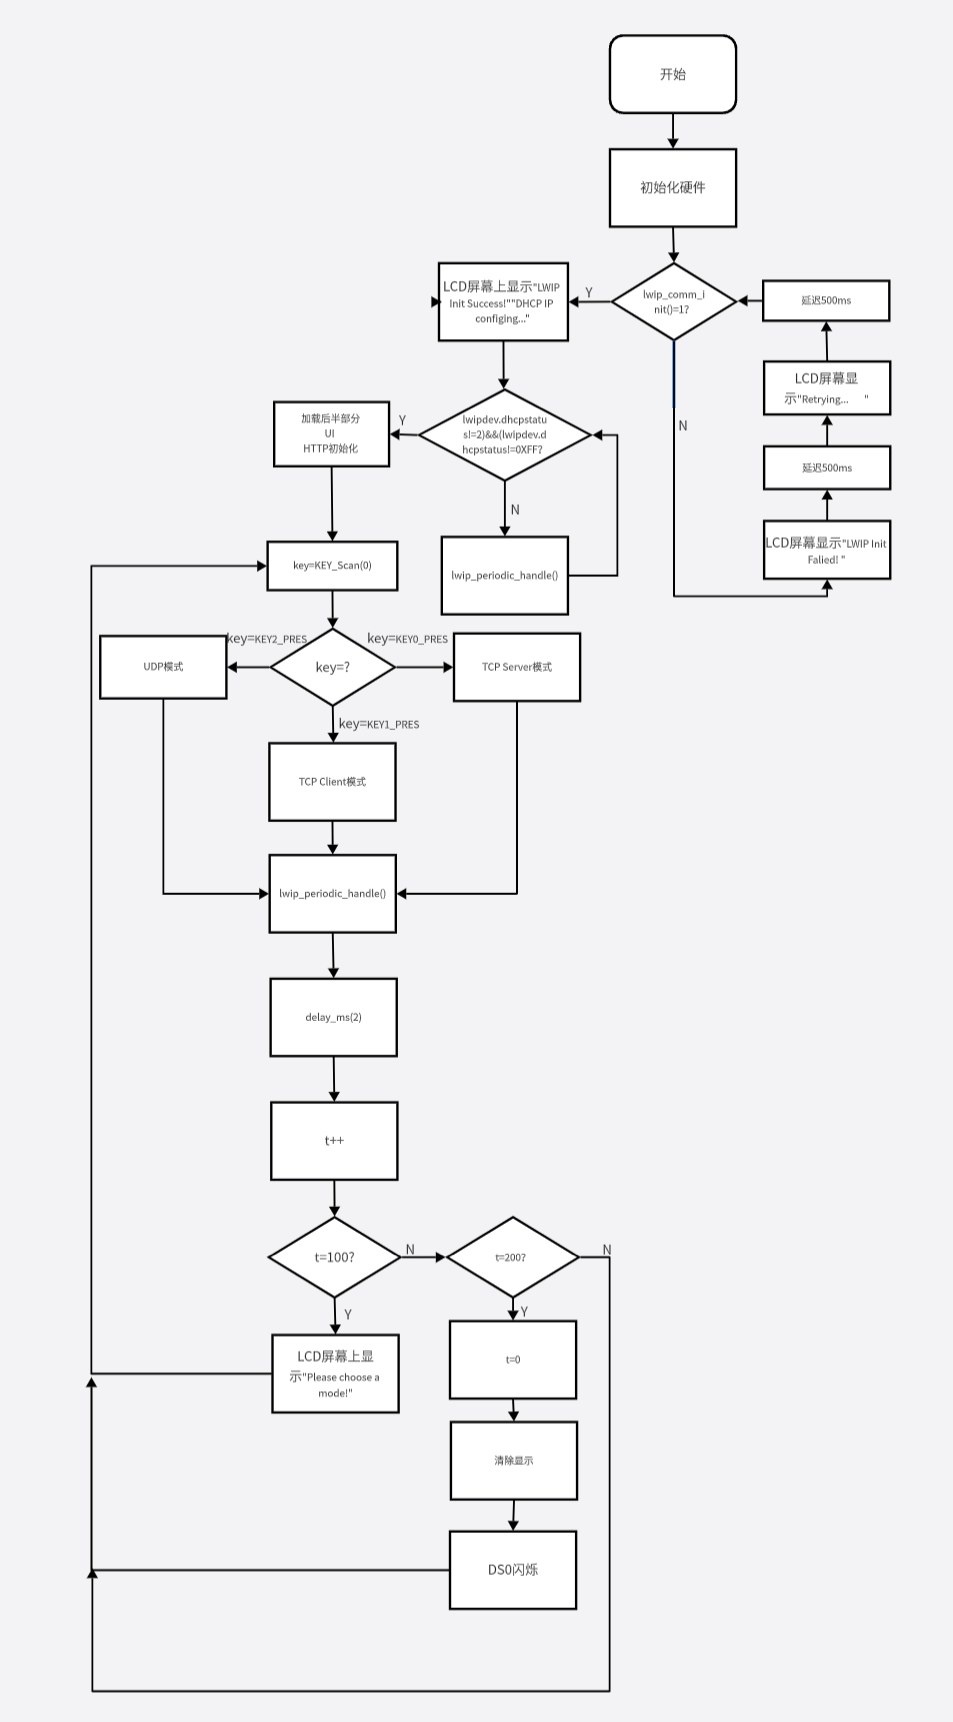 开始
初始化硬件
lwip_comm_i
nit()=1?
Y
LCD屏幕上显示"LWIP
Init Success!""DHCP IP
configing..."
延迟500ms
LCD屏幕显
示"Retrying... "
延迟500ms
LCD屏幕显示"LWIP Init
Falied! "
N
lwipdev.dhcpstatu
s!=2)&&(lwipdev.d
hcpstatus!=0XFF?
Y
加载后半部分
UI
HTTP初始化
N
lwip_periodic_handle()
key=KEY_Scan(0)
key=?
key=KEY2_PRES
key=KEY0_PRES
UDP模式
TCP Server模式
key=KEY1_PRES
TCP Client模式
lwip_periodic_handle()
delay_ms(2)
t++
t=100?
N
t=200?
N
Y
Y
LCD屏幕上显
示"Please choose a
mode!"
t=0
清除显示
DS0闪烁